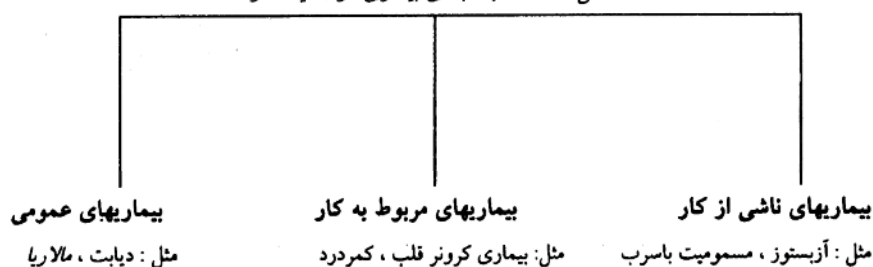 بیماریهای ناشی از کار
بیماریهای مربوط به کار
بیماریهای عمومی
مثل : آزبستوز ، مسمومیت باسرب
مثل: بیماری کرونر قلب ، کمردرد
مثل : دیابت ، مالاریا